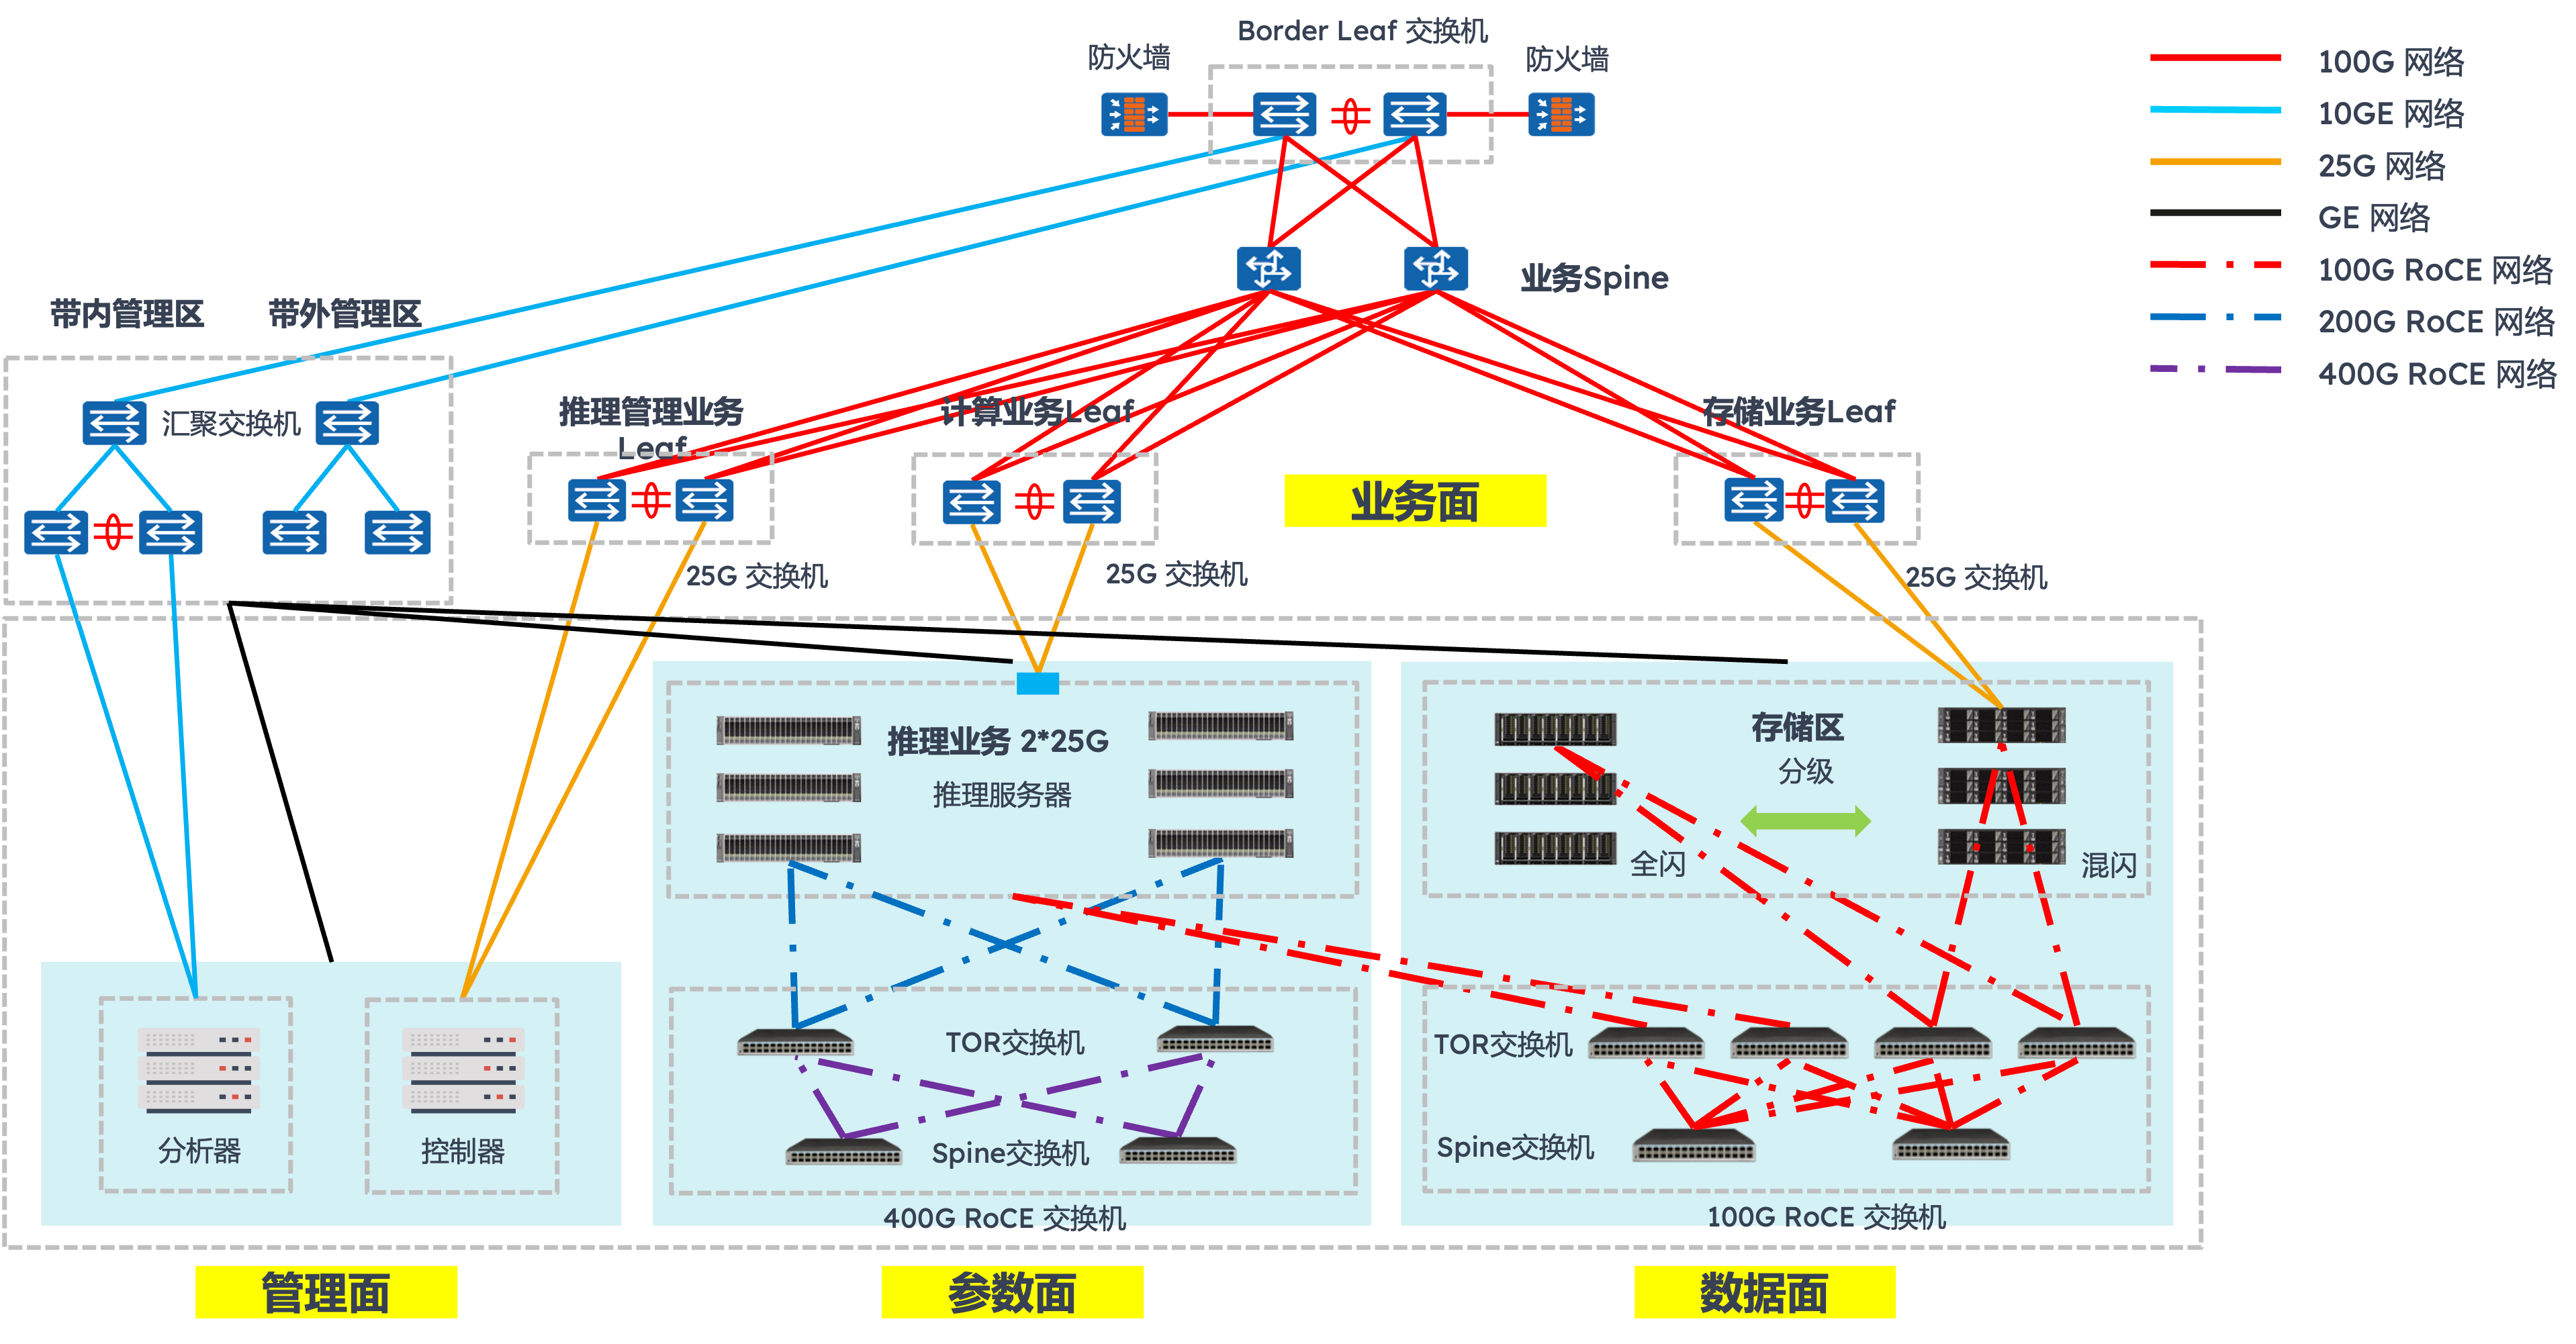 Border Leaf 交换机
防火墙
防火墙
100G 网络
10GE 网络
25G 网络
GE 网络
100G RoCE 网络
200G RoCE 网络
400G RoCE 网络
业务Spine
带内管理区
带外管理区
汇聚交换机
推理管理业务
Leaf
计算业务Leaf
存储业务Leaf
业务面
25G 交换机
25G 交换机
25G 交换机
推理业务 2*25G
推理服务器
存储区
分级
全闪
混闪
TOR交换机
TOR交换机
Spine交换机
Spine交换机
分析器
控制器
400G RoCE 交换机
100G RoCE 交换机
管理面
参数面
数据面